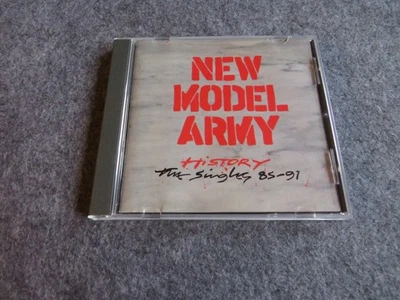 NEW
MODEL
ARMY
HiSTORY
the singles 85-91